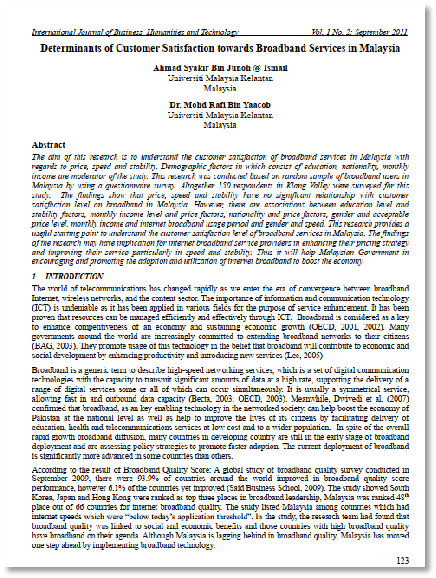 International Journal of Business, Humanities and Technology Vol. 1 No. 2; September 2011
Determinants of Customer Satisfaction towards Broadband Services in Malaysia
Ahmad Syakir Bin Junoh @ Ismail
Universiti Malaysia Kelantan
Malaysia
Dr. Mohd Rafi Bin Yaacob
Universiti Malaysia Kelantan
Malaysia
Abstract
The aim of this research is to understand the customer satisfaction of broadband services in Malaysia with
regards to price, speed and stability. Demographic factors in which consist of education, nationality, monthly
income are moderator of the study. This research was conducted based on random sample of broadband users in
Malaysia by using a questionnaire survey. Altogether 150 respondents in Klang Valley were surveyed for this
study. The findings show that price, speed and stability have no significant relationship with customer
satisfaction level on broadband in Malaysia. However, there are associations between education level and
stability factors, monthly income level and price factors, nationality and price factors, gender and acceptable
price level, monthly income and internet broadband usage period and gender and speed. This research provides a
useful starting point to understand the customer satisfaction level of broadband services in Malaysia. The findings
of the research may have implication for internet broadband service providers in enhancing their pricing strategy
and improving their service particularly in speed and stability. Thus it will help Malaysian Government in
encouraging and promoting the adoption and utilization of internet broadband to boost the economy.
1 INTRODUCTION
The world of telecommunications has changed rapidly as we enter the era of convergence between broadband
Internet, wireless networks, and the content sector. The importance of information and communication technology
(ICT) is undeniable as it has been applied in various fields for the purpose of service enhancement. It has been
proven that resources can be managed efficiently and effectively through ICT. Broadband is considered as a key
to enhance competitiveness of an economy and sustaining economic growth (OECD, 2001, 2002). Many
governments around the world are increasingly committed to extending broadband networks to their citizens
(BAG, 2003). They promote usage of this technology in the belief that broadband will contribute to economic and
social development by enhancing productivity and introducing new services (Lee, 2005).
Broadband is a generic term to describe high-speed networking services, which is a set of digital communication
technologies with the capacity to transmit significant amounts of data at a high rate, supporting the delivery of a
range of digital services some or all of which can occur simultaneously. It is usually a symmetrical service,
allowing fast in and outbound data capacity (Becta, 2003: OECD, 2003). Meanwhile, Dwivedi et al. (2007)
confirmed that broadband, as an key enabling technology in the networked society, can help boost the economy of
Pakistan at the national level as well as help to improve the lives of its citizens by facilitating delivery of
education, health and telecommunications services at low cost and to a wider population. In spite of the overall
rapid growth broadband diffusion, many countries in developing country are still in the early stage of broadband
deployment and are assessing policy strategies to promote faster adoption. The current deployment of broadband
is significantly more advanced in some countries than others.
According to the result of Broadband Quality Score: A global study of broadband quality survey conducted in
September 2009, there were 93.9% of countries around the world improved in broadband quality score
performance, however 6.1% of the countries yet improved (Said Business School, 2009). The study showed South
Korea, Japan and Hong Kong were ranked as top three places in broadband leadership, Malaysia was ranked 48th
place out of 66 countries for internet broadband quality. The study listed Malaysia among countries which had
internet speeds which were "below today's application threshold". In the study, the research team had found that
broadband quality was linked to social and economic benefits and those countries with high broadband quality
have broadband on their agenda. Although Malaysia is lagging behind in broadband quality, Malaysia has moved
one step ahead by implementing broadband technology.
123